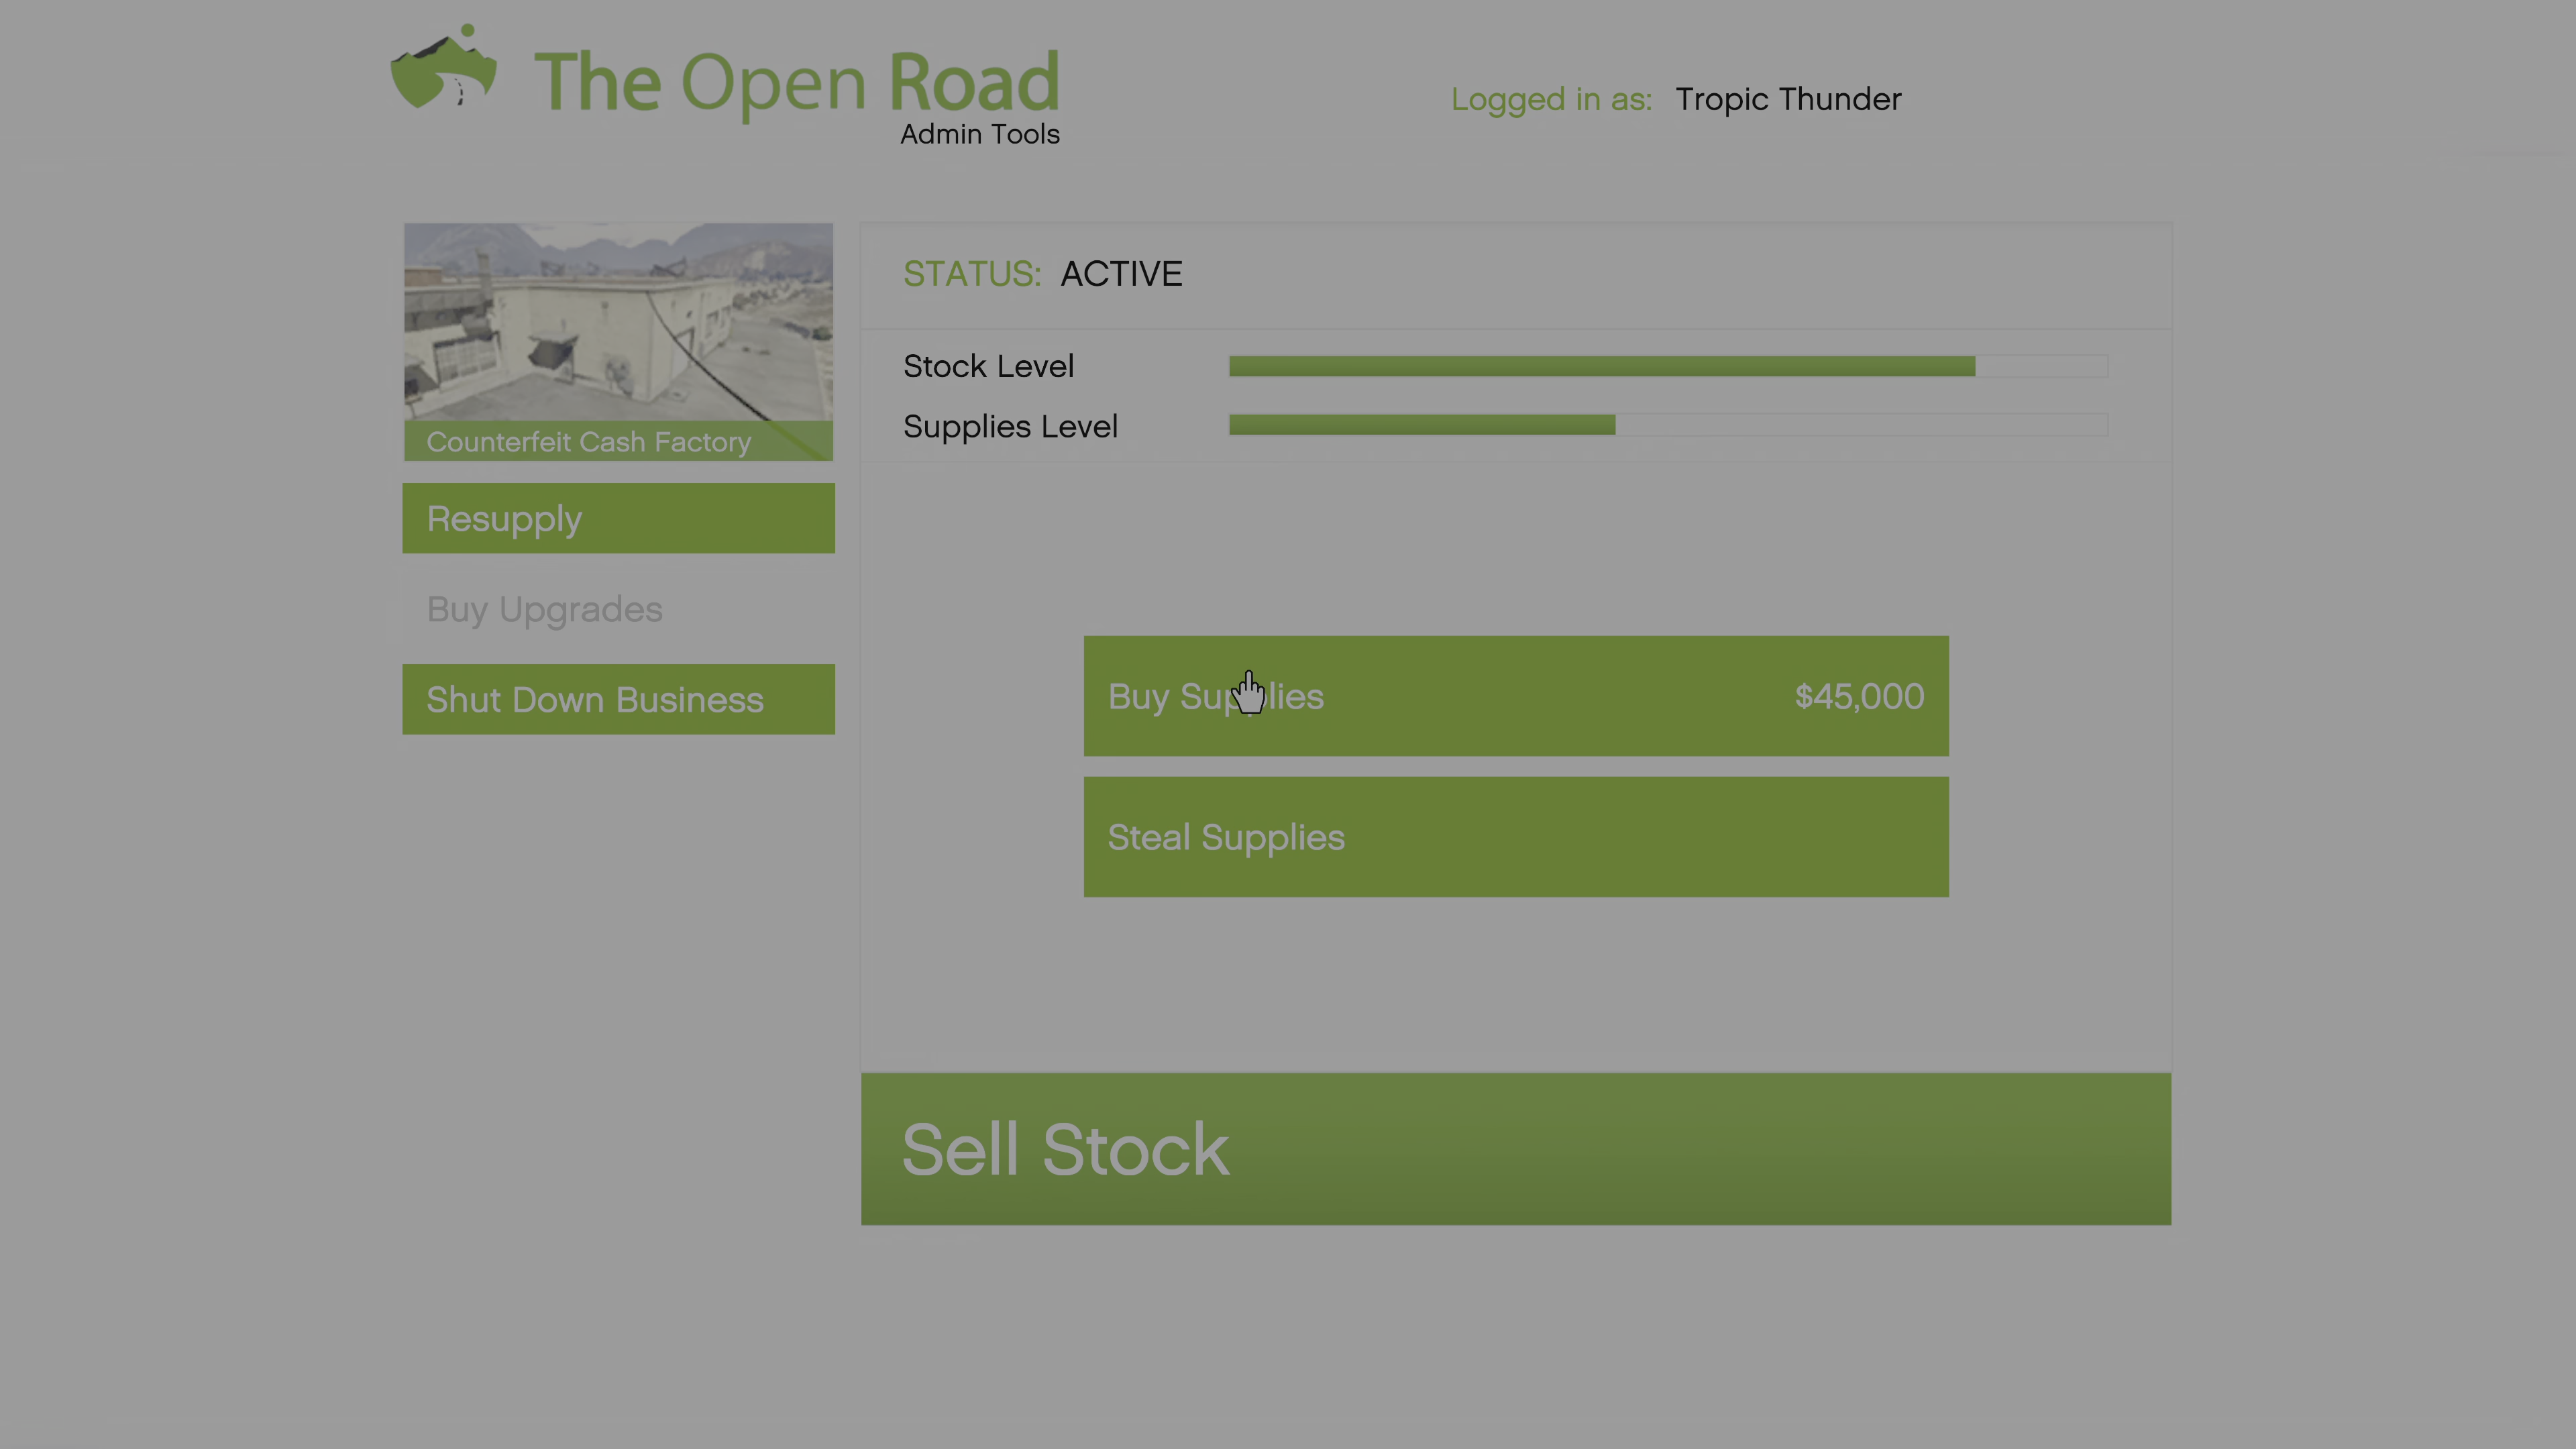 The Open Road
Admin Tools
Logged in as: Tropic Thunder
Counterfeit Cash Factory
Resupply
Buy Upgrades
Shut Down Business
STATUS: ACTIVE
Stock Level
Supplies Level
Buy Supplies $45,000
Steal Supplies
Sell Stock